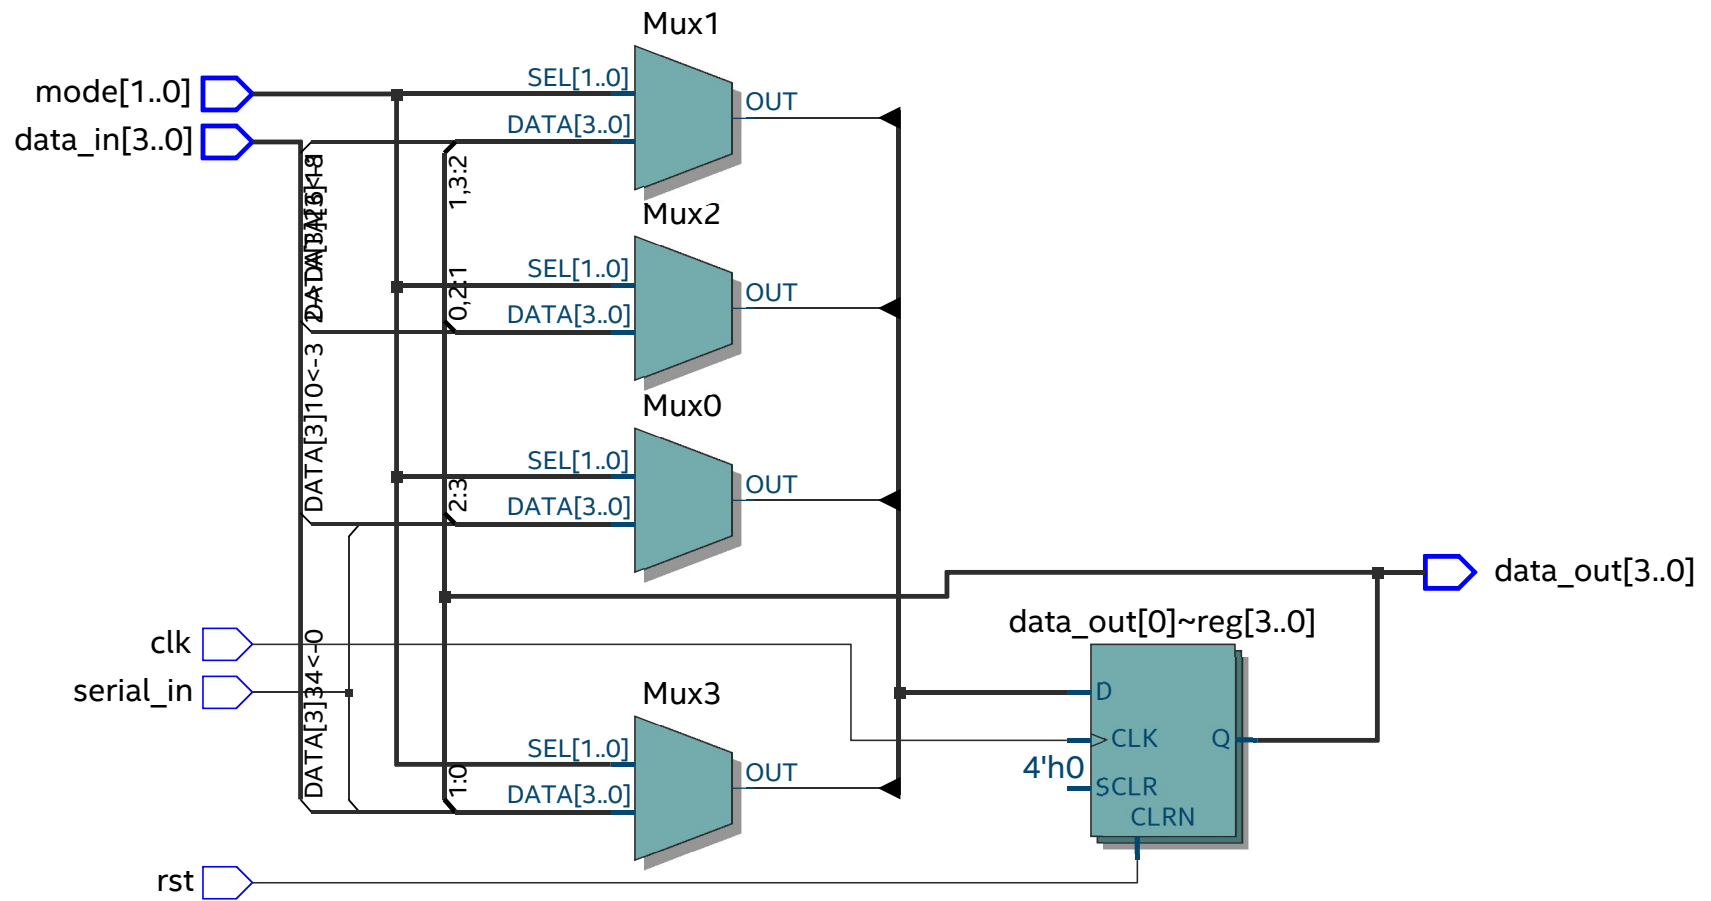 Mux1
mode[1..0]
SEL[1..0]
OUT
data_in[3..0]
DATA[3..0]
1,3:2
Mux2
SEL[1..0]
0,2:1
OUT
DATA[3..0]
DATA[3]10<-3
Mux0
SEL[1..0]
2:3
OUT
DATA[3..0]
data_out[3..0]
data_out[0]~reg[3..0]
clk
DATA[3]34<-0
serial_in
Mux3
D
SEL[1..0]
1:0
OUT
CLK
Q
4'h0
DATA[3..0]
SCLR
CLRN
rst